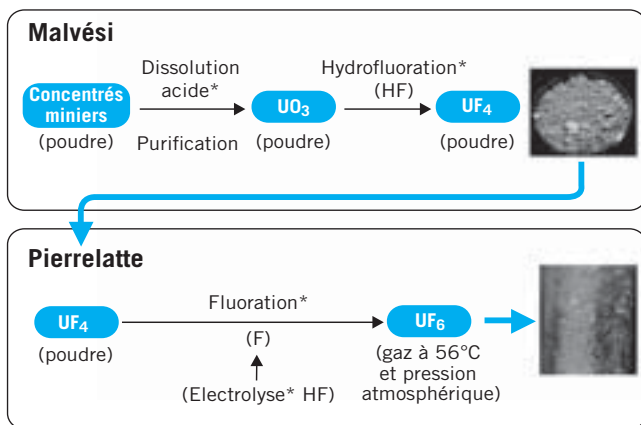 Malvési
Dissolution
acide*
Hydrofluoration*
(HF)
Concentrés
miniers
UO₃
UF₄
(poudre)
Purification
(poudre)
(poudre)
Pierrelatte
Fluoration*
UF₄
UF₆
(poudre)
(F)
(gaz à 56°C
et pression
atmosphérique)
(Electrolyse* HF)